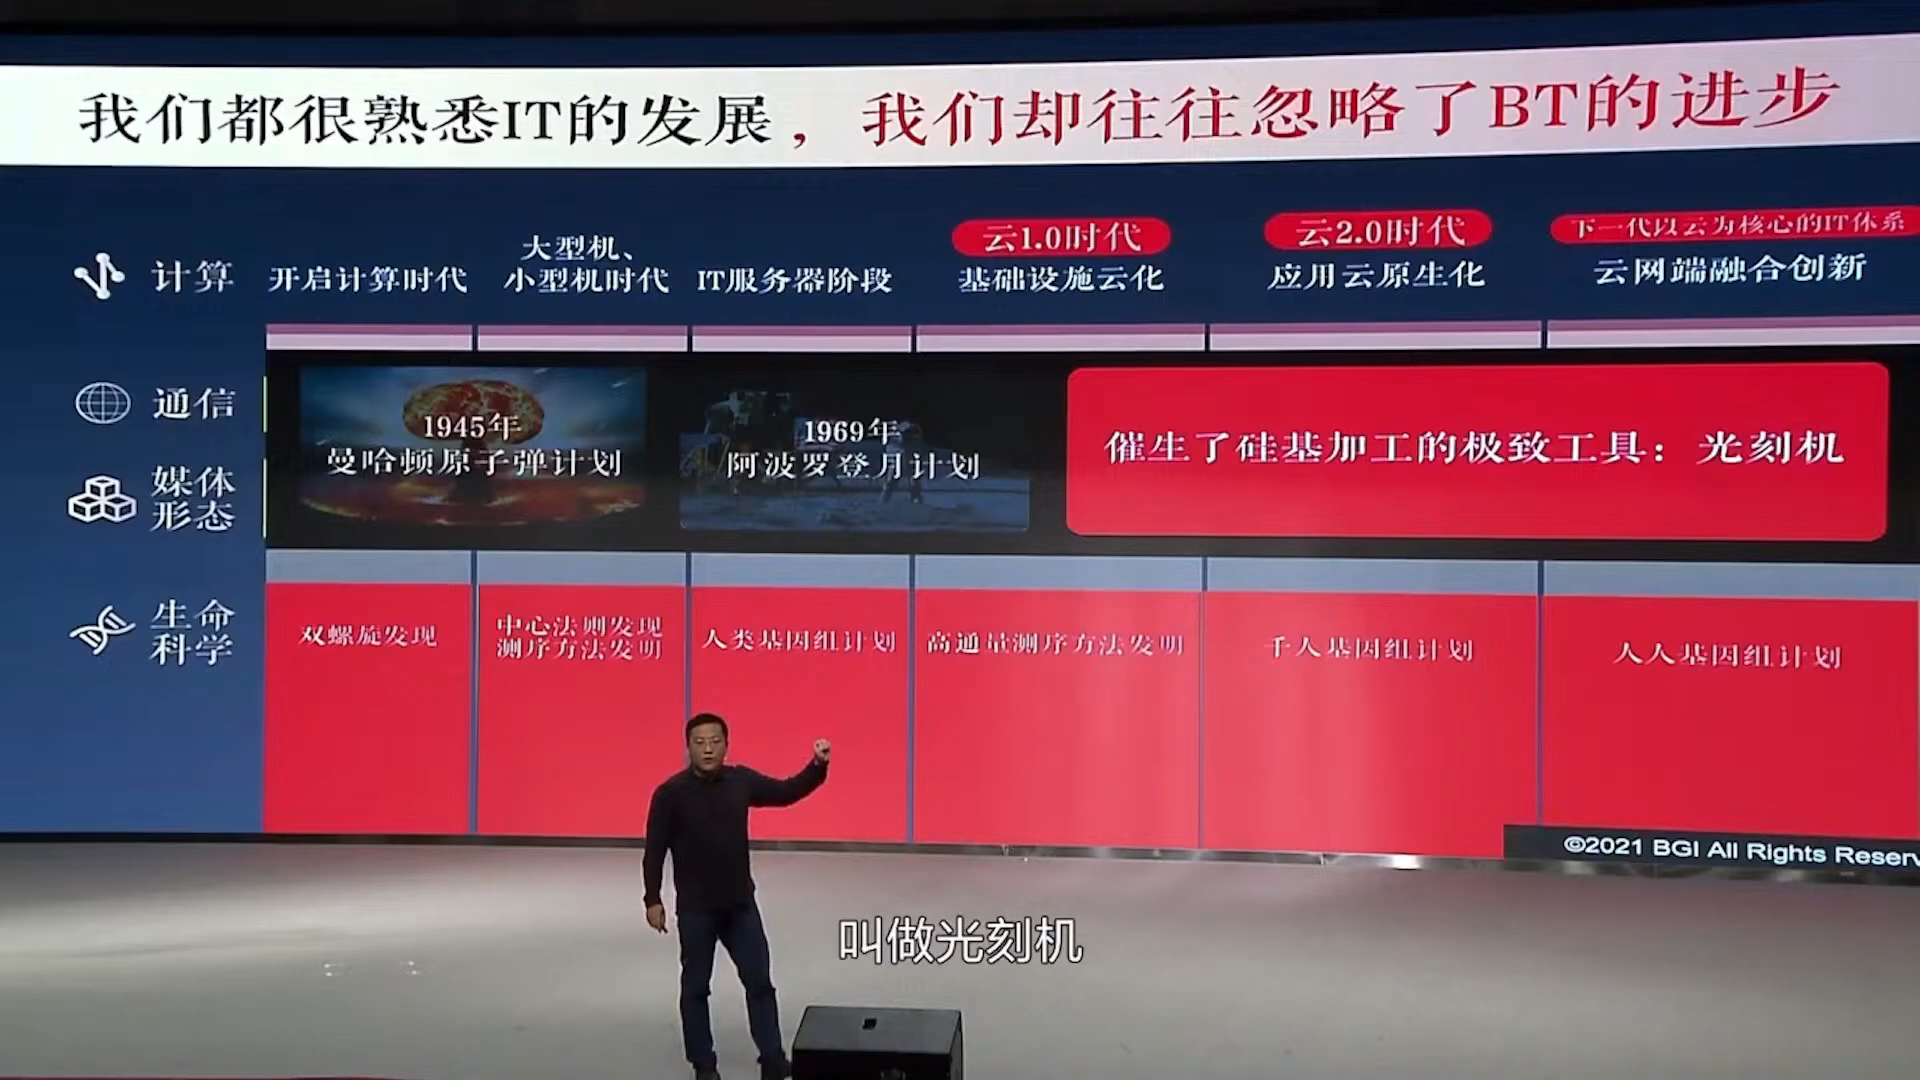 我们都很熟悉IT的发展，我们却往往忽略了BT的进步
计算
开启计算时代
大型机、
小型机时代
IT服务器阶段
云1.0时代
基础设施云化
云2.0时代
应用云原生化
下一代以云为核心的IT体系
云网端融合创新
通信
媒体
形态
1945年
曼哈顿原子弹计划
1969年
阿波罗登月计划
催生了硅基加工的极致工具：光刻机
生命
科学
双螺旋发现
中心法则发现
测序方法发明
人类基因组计划
高通量测序方法发明
千人基因组计划
人人基因组计划
©2021 BGI All Rights Reserv
叫做光刻机